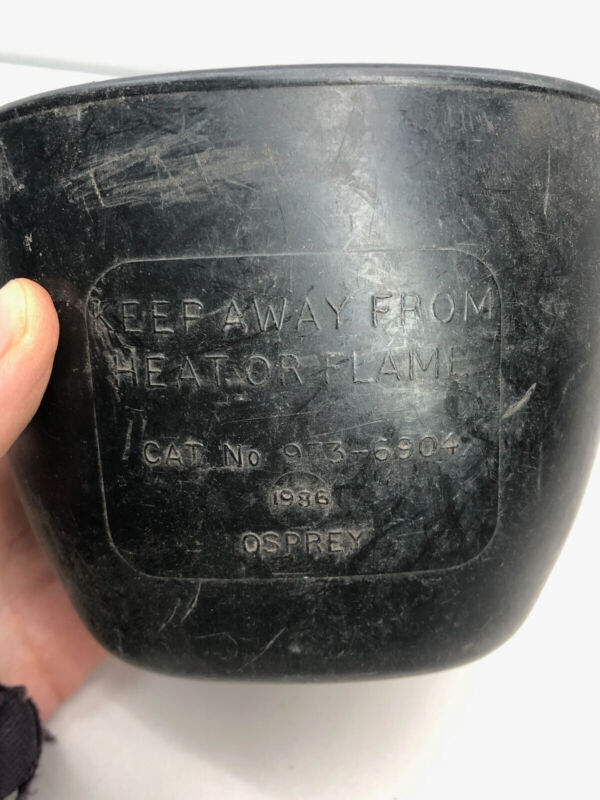 KEEP AWAY FROM
HEAT OR FLAME
CAT. No 973-6904
1986
OSPREY